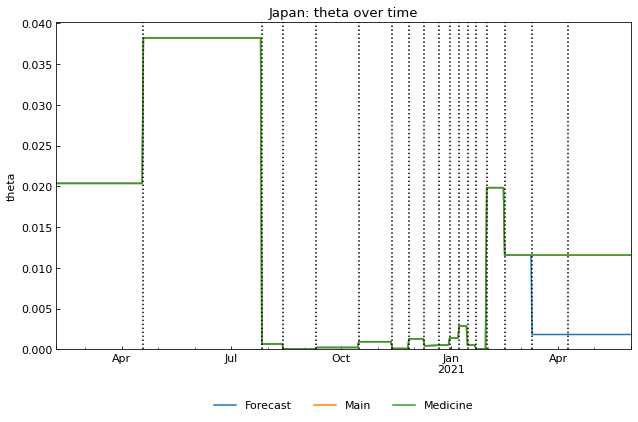 Japan: theta over time
theta
0.040
0.035
0.030
0.025
0.020
0.015
0.010
0.005
0.000
Apr Jul Oct Jan Apr
2021
Forecast Main Medicine